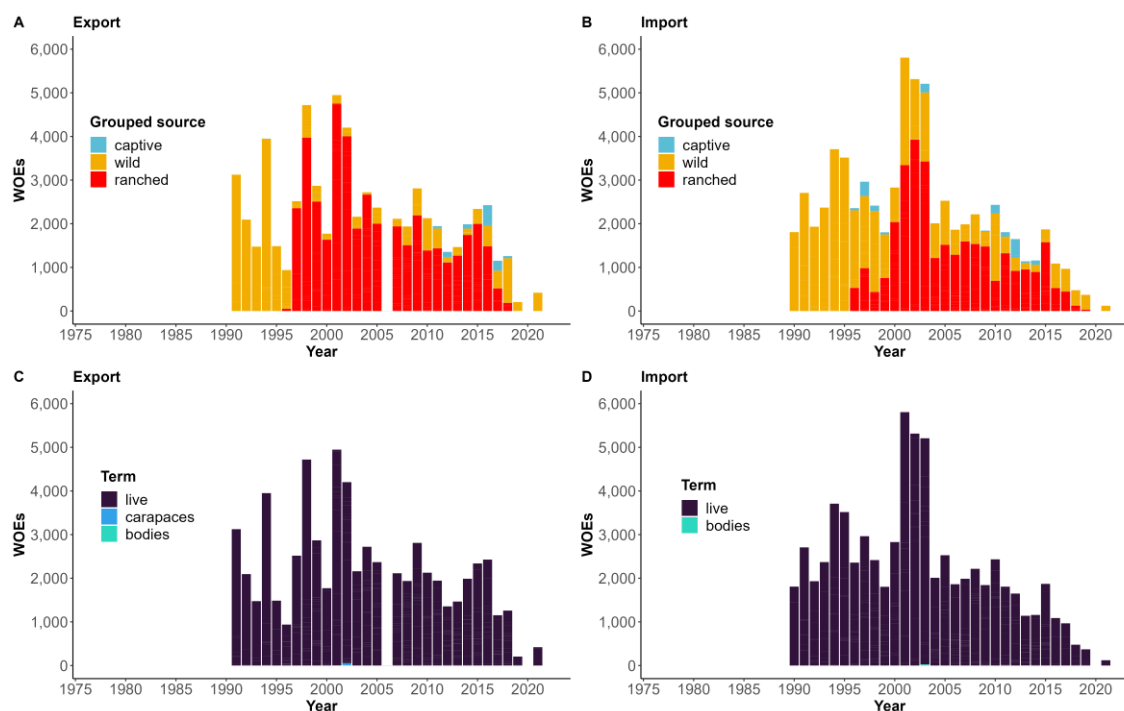 A Export
6,000
5,000
4,000
3,000
2,000
1,000
0
WOEs
Grouped source
captive
wild
ranched
1975 1980 1985 1990 1995 2000 2005 2010 2015 2020
Year
B Import
6,000
5,000
4,000
3,000
2,000
1,000
0
WOEs
Grouped source
captive
wild
ranched
1975 1980 1985 1990 1995 2000 2005 2010 2015 2020
Year
C Export
6,000
5,000
4,000
3,000
2,000
1,000
0
WOEs
Term
live
carapaces
bodies
1975 1980 1985 1990 1995 2000 2005 2010 2015 2020
Year
D Import
6,000
5,000
4,000
3,000
2,000
1,000
0
WOEs
Term
live
bodies
1975 1980 1985 1990 1995 2000 2005 2010 2015 2020
Year